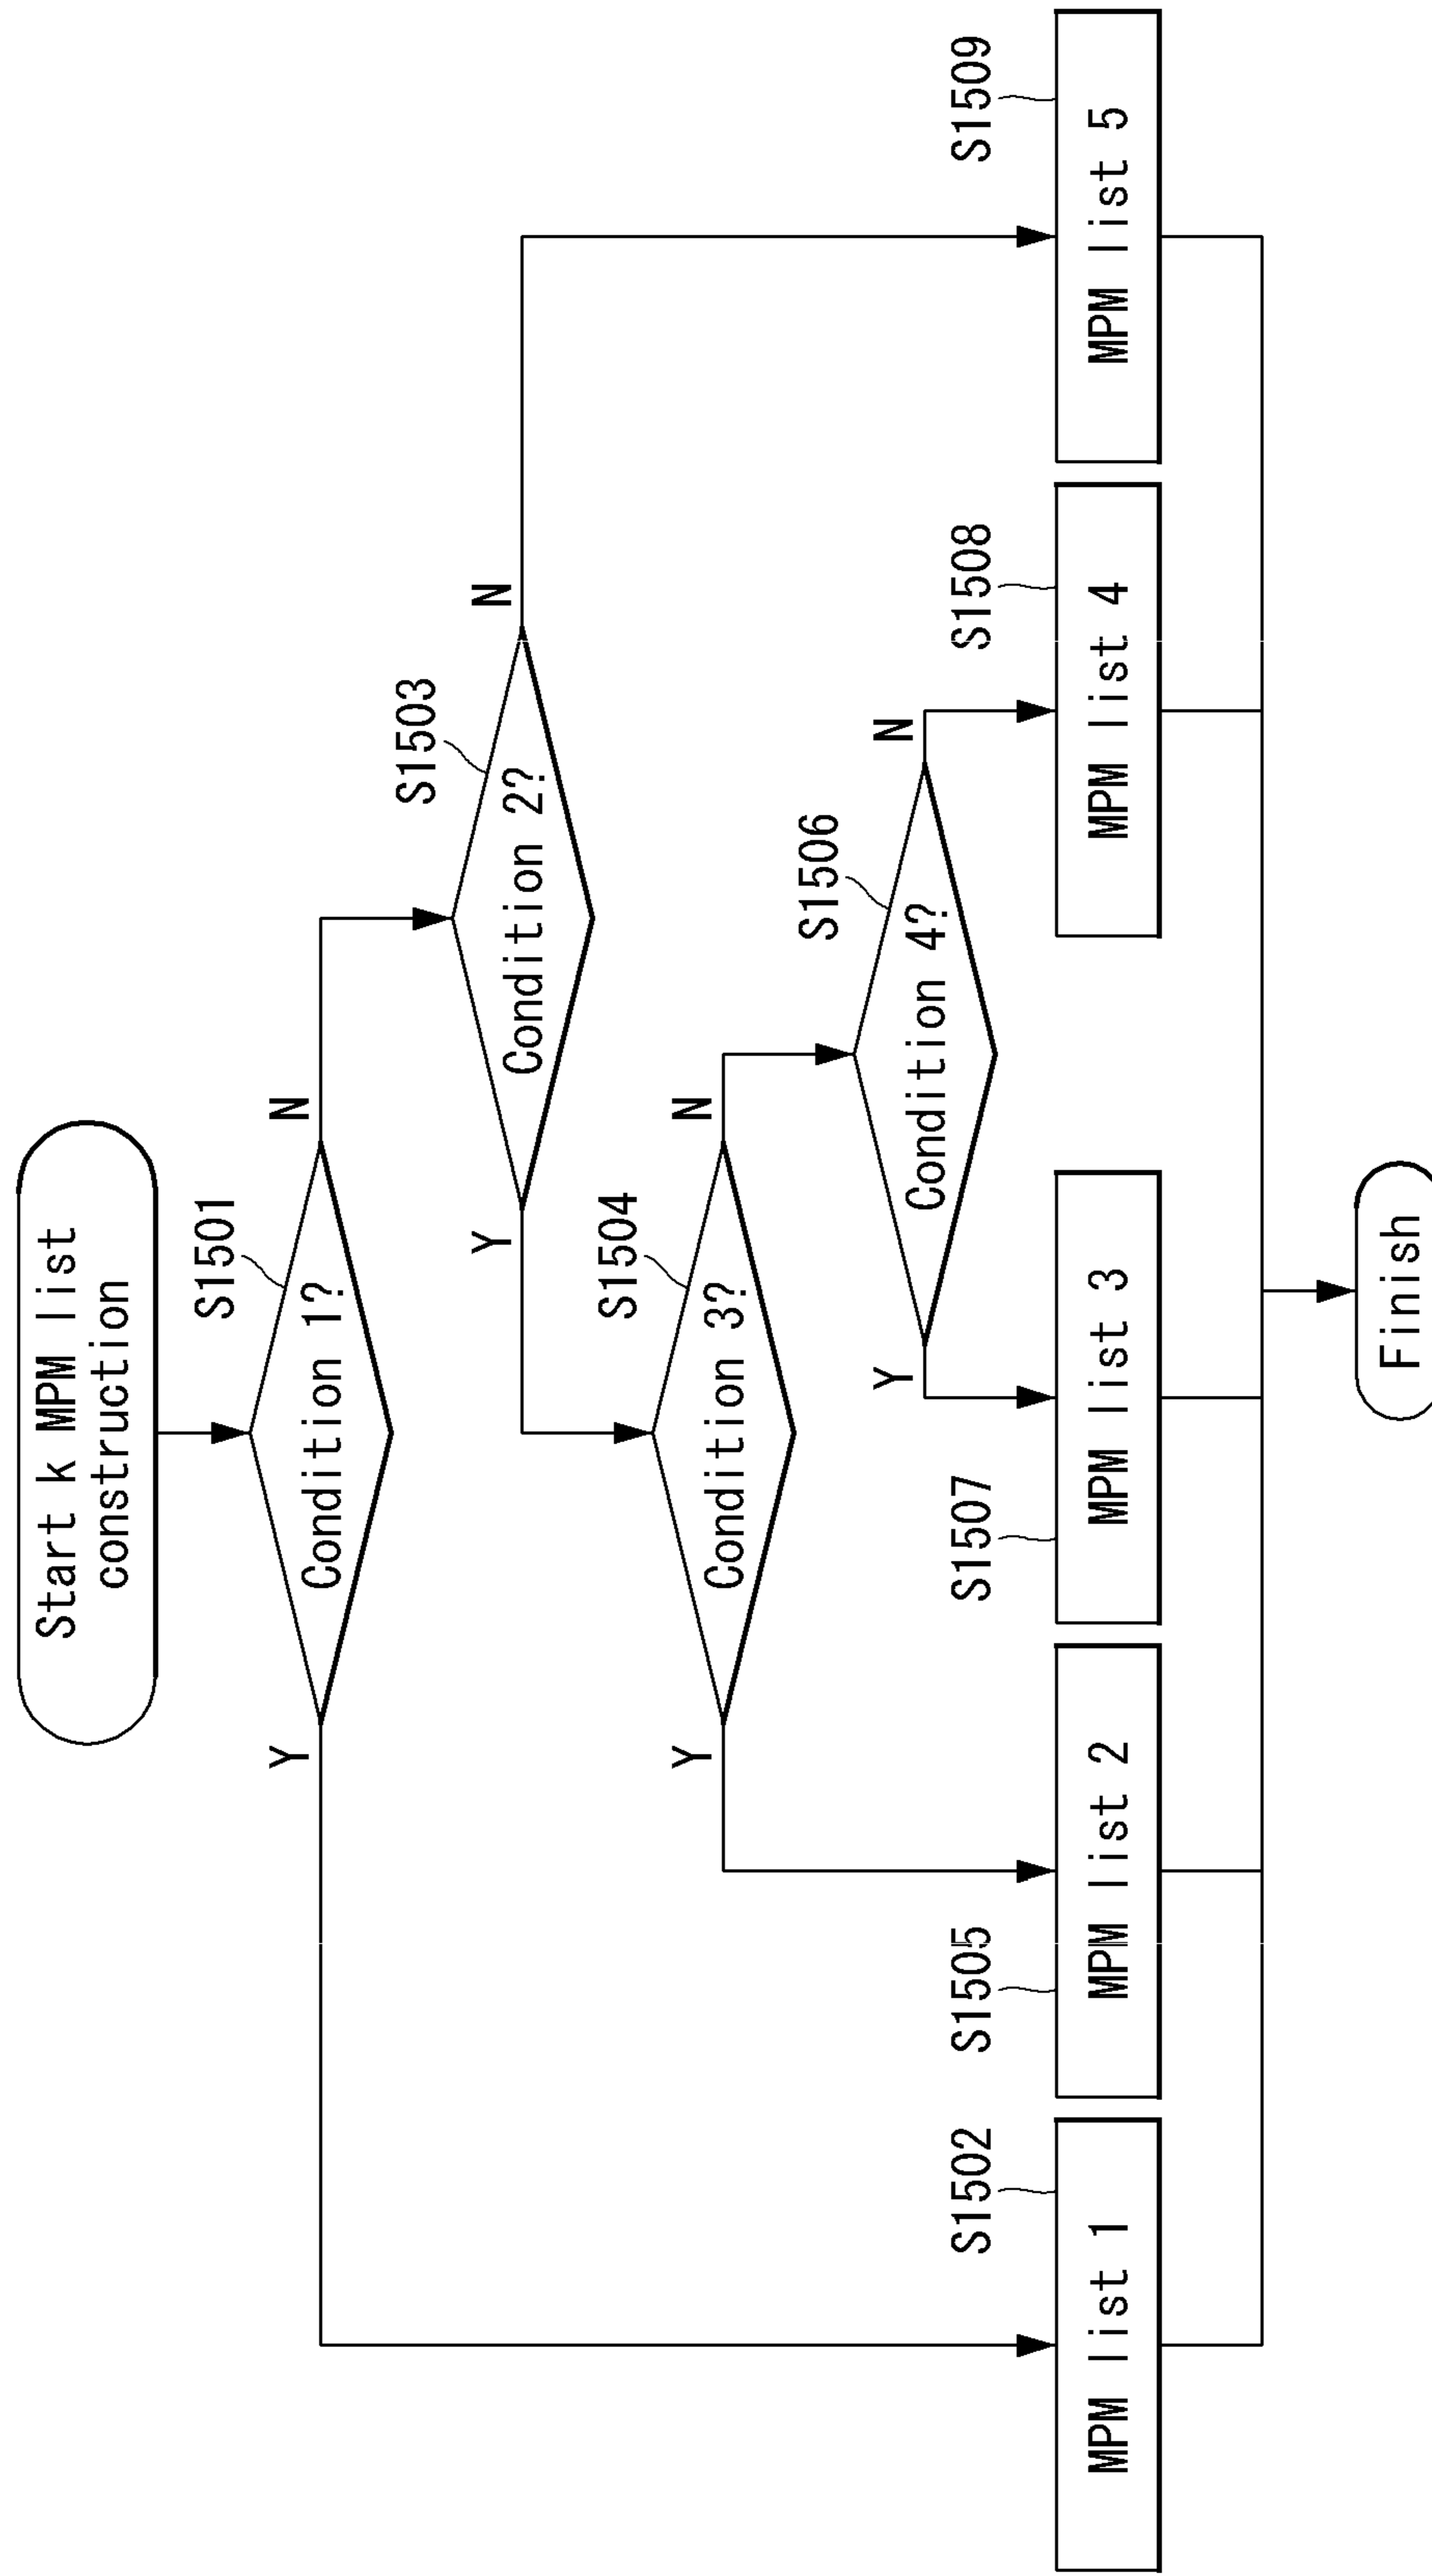 Start k MPM list
construction
S1501
Condition 1?
Y
N
S1503
Condition 2?
Y
N
S1504
Condition 3?
Y
N
S1506
Condition 4?
Y
N
S1502
MPM list 1
S1505
MPM list 2
S1507
MPM list 3
S1508
MPM list 4
S1509
MPM list 5
Finish